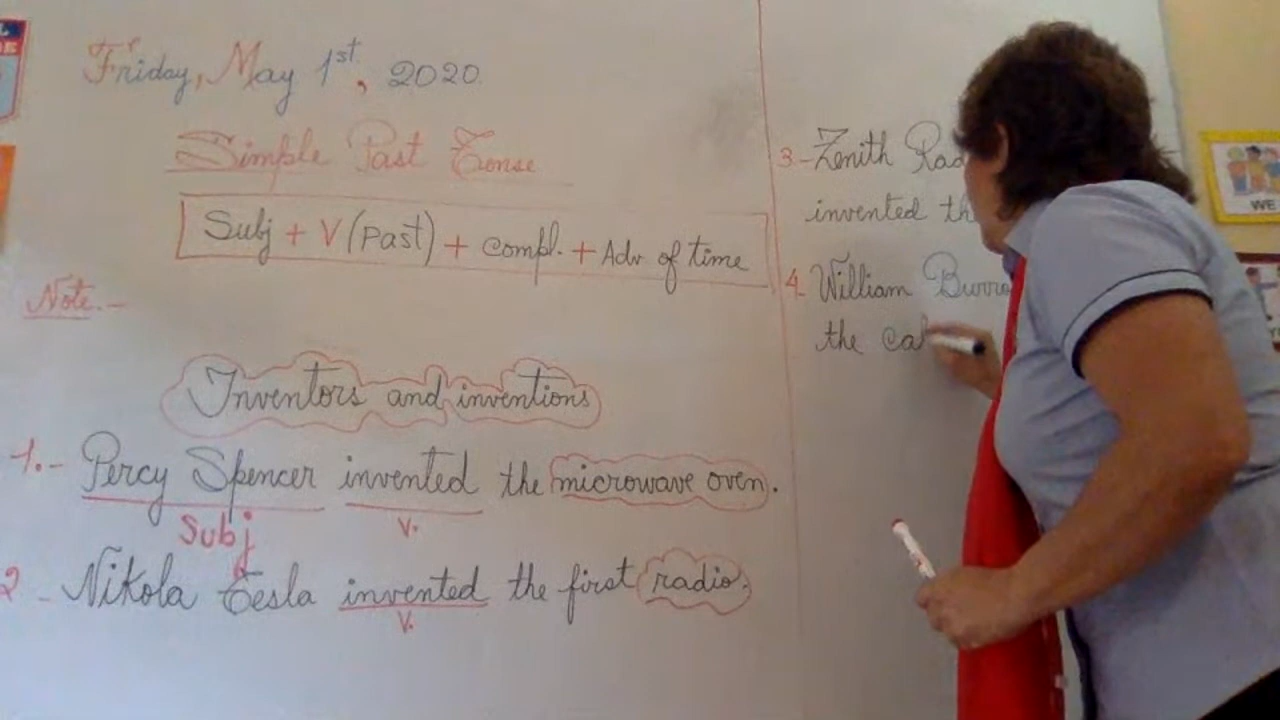 Friday, May 1st, 2020.
Simple Past Tense
Subj + V (Past) + Compl. + Adv of time
Note.-
Inventors and inventions
1.- Percy Spencer invented the microwave oven.
Subj V.
2 - Nikola Tesla invented the first radio.
V.
3.- Zenith Rad
invented th
4. William Burro
the cal
WE